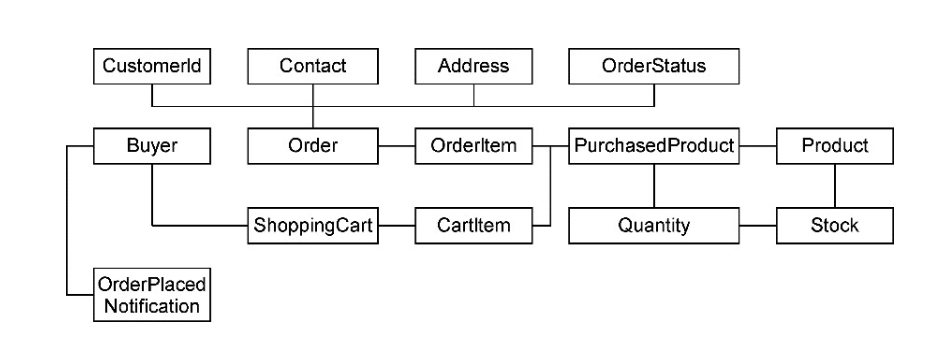 CustomerId
Contact
Address
OrderStatus
Buyer
Order
OrderItem
PurchasedProduct
Product
ShoppingCart
CartItem
Quantity
Stock
OrderPlaced
Notification